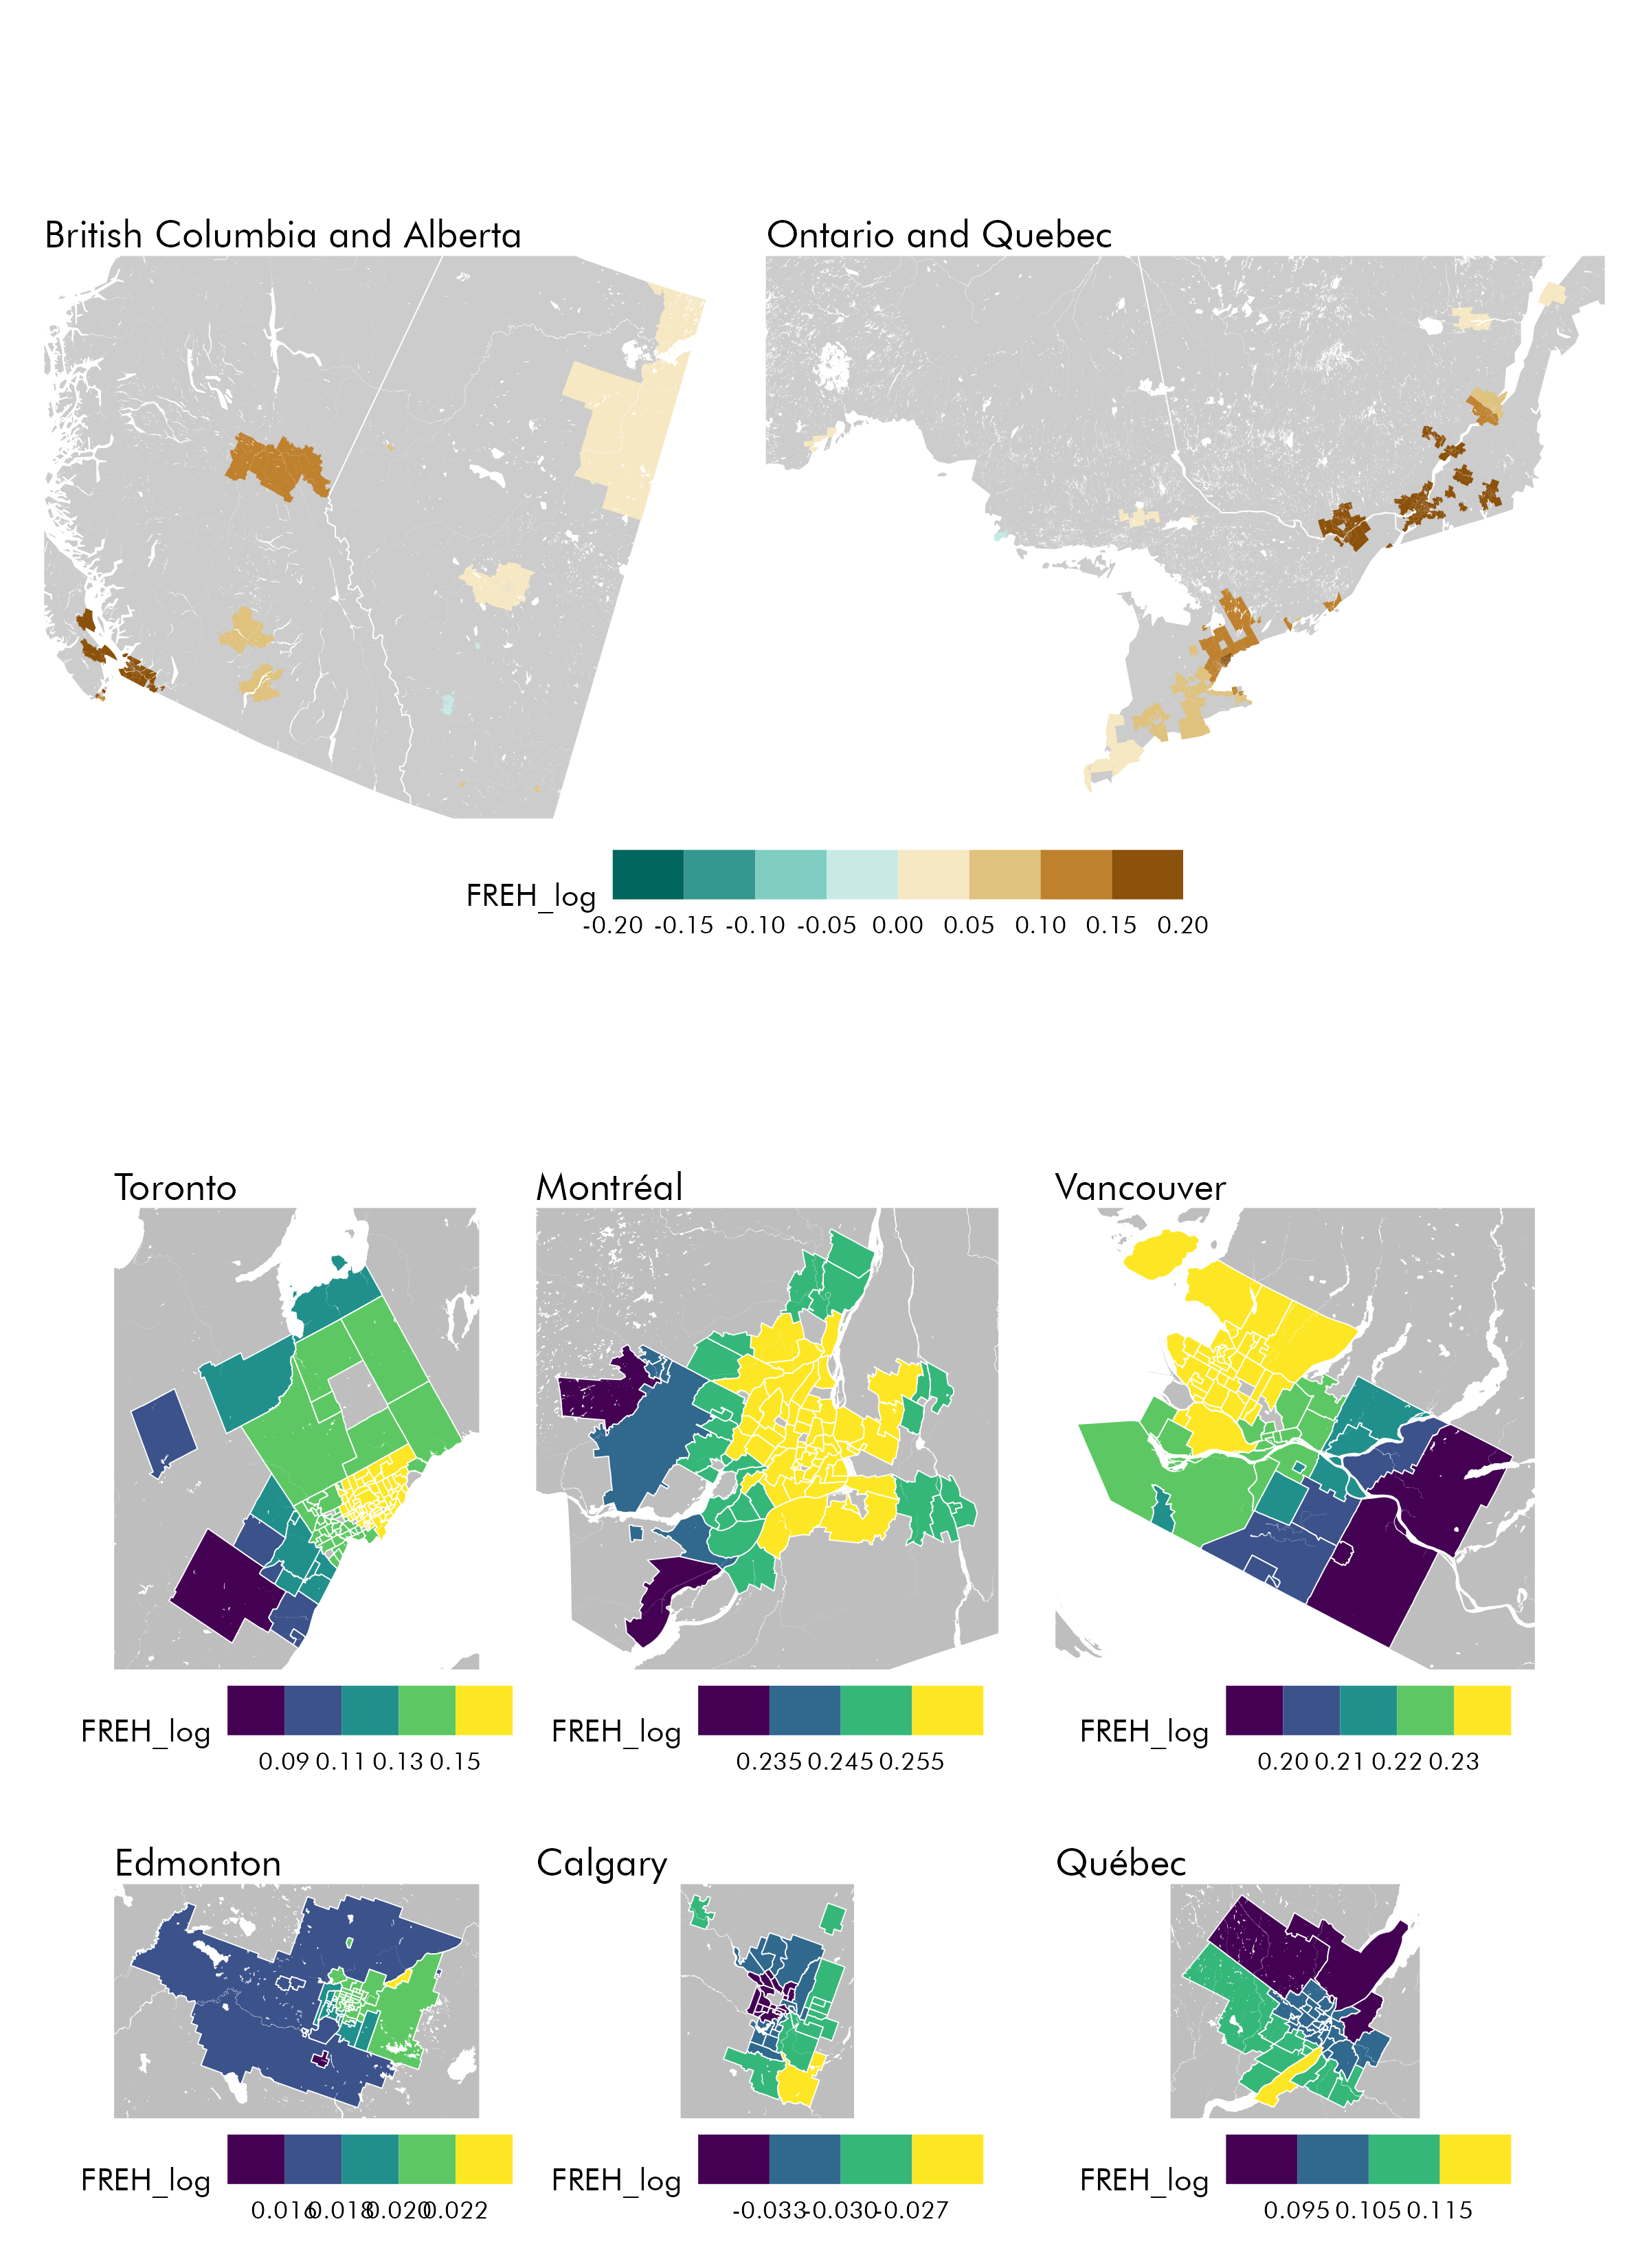 British Columbia and Alberta
Ontario and Quebec
FREH_log
-0.20 -0.15 -0.10 -0.05 0.00 0.05 0.10 0.15 0.20
Toronto
Montréal
Vancouver
FREH_log
0.09 0.11 0.13 0.15
FREH_log
0.235 0.245 0.255
FREH_log
0.20 0.21 0.22 0.23
Edmonton
Calgary
Québec
FREH_log
0.016 0.018 0.020 0.022
FREH_log
-0.033 -0.030 -0.027
FREH_log
0.095 0.105 0.115